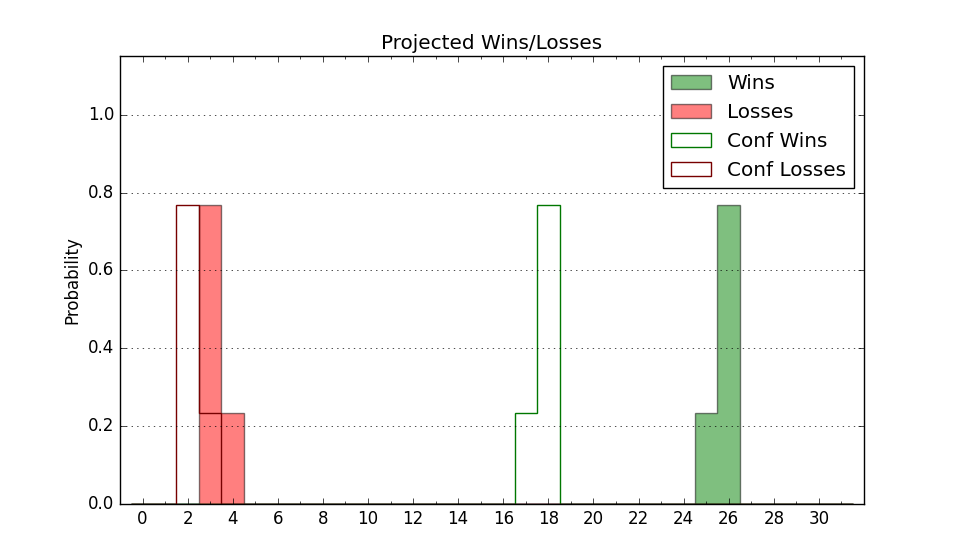 Projected Wins/Losses
Wins
Losses
Conf Wins
Conf Losses
Probability
1.0
0.8
0.6
0.4
0.2
0.0
0 2 4 6 8 10 12 14 16 18 20 22 24 26 28 30